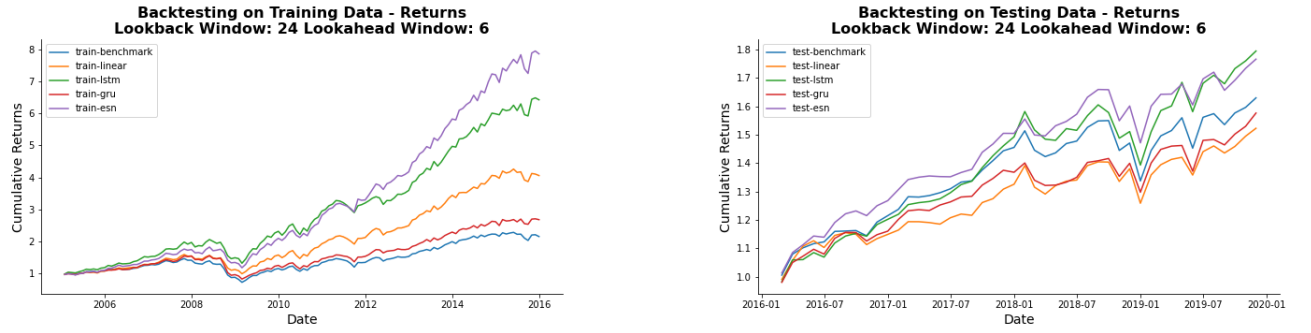 Backtesting on Training Data - Returns
Lookback Window: 24 Lookahead Window: 6
train-benchmark
train-linear
train-lstm
train-gru
train-esn
Cumulative Returns
8
7
6
5
4
3
2
1
2006
2008
2010
2012
2014
2016
Date
Backtesting on Testing Data - Returns
Lookback Window: 24 Lookahead Window: 6
test-benchmark
test-linear
test-lstm
test-gru
test-esn
Cumulative Returns
1.8
1.7
1.6
1.5
1.4
1.3
1.2
1.1
1.0
2016-01
2016-07
2017-01
2017-07
2018-01
2018-07
2019-01
2019-07
2020-01
Date